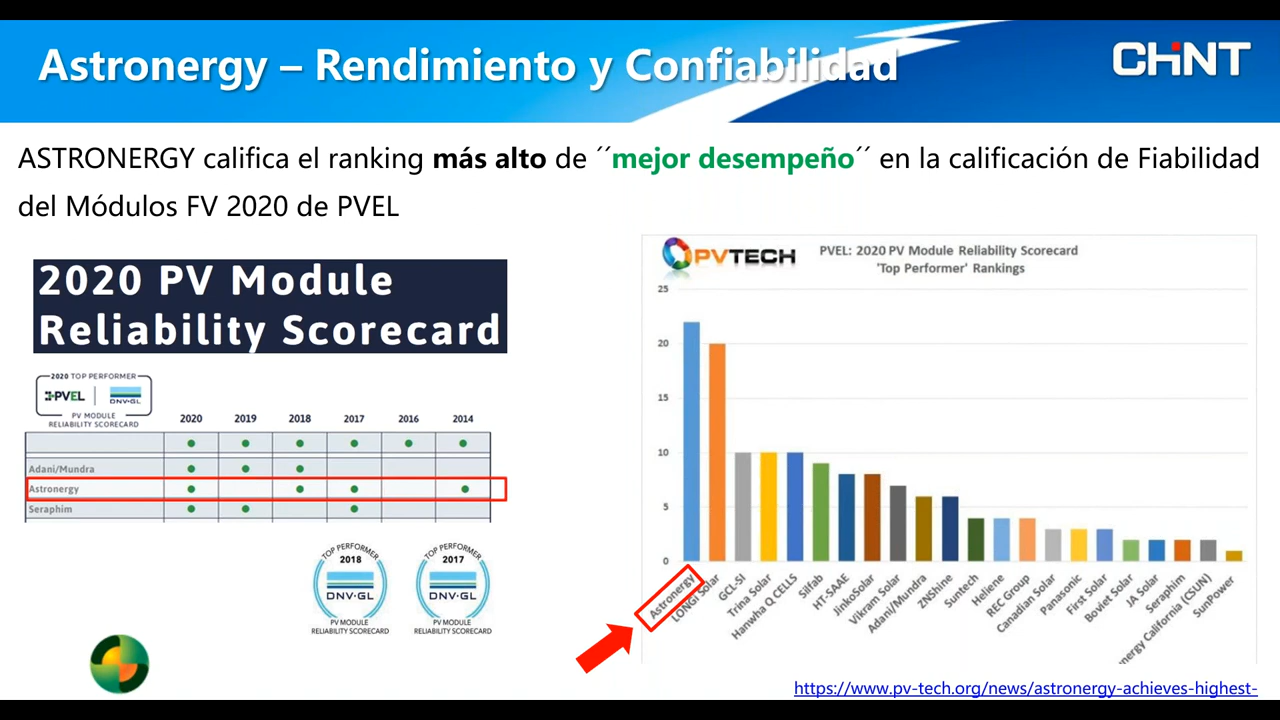 Astronergy – Rendimiento y Confiabilidad
CHINT
ASTRONERGY califica el ranking más alto de ´´mejor desempeño´´ en la calificación de Fiabilidad
del Módulos FV 2020 de PVEL
2020 PV Module
Reliability Scorecard
2020 TOP PERFORMER
PVEL | DNV·GL
PV MODULE
RELIABILITY SCORECARD
2020 2019 2018 2017 2016 2014
Adani/Mundra
Astronergy
Seraphim
TOP PERFORMER
2018
DNV·GL
PV MODULE
RELIABILITY SCORECARD
TOP PERFORMER
2017
DNV·GL
PV MODULE
RELIABILITY SCORECARD
PVTECH
PVEL: 2020 PV Module Reliability Scorecard
'Top Performer' Rankings
25
20
15
10
5
0
Astronergy
LONGi Solar
GCL-SI
Trina Solar
Hanwha Q CELLS
Silfab
HT-SAAE
JinkoSolar
Vikram Solar
Adani/Mundra
ZNShine
Suntech
Heliene
REC Group
Canadian Solar
Panasonic
First Solar
Boviet Solar
JA Solar
Seraphim
nergy California (CSUN)
SunPower
https://www.pv-tech.org/news/astronergy-achieves-highest-